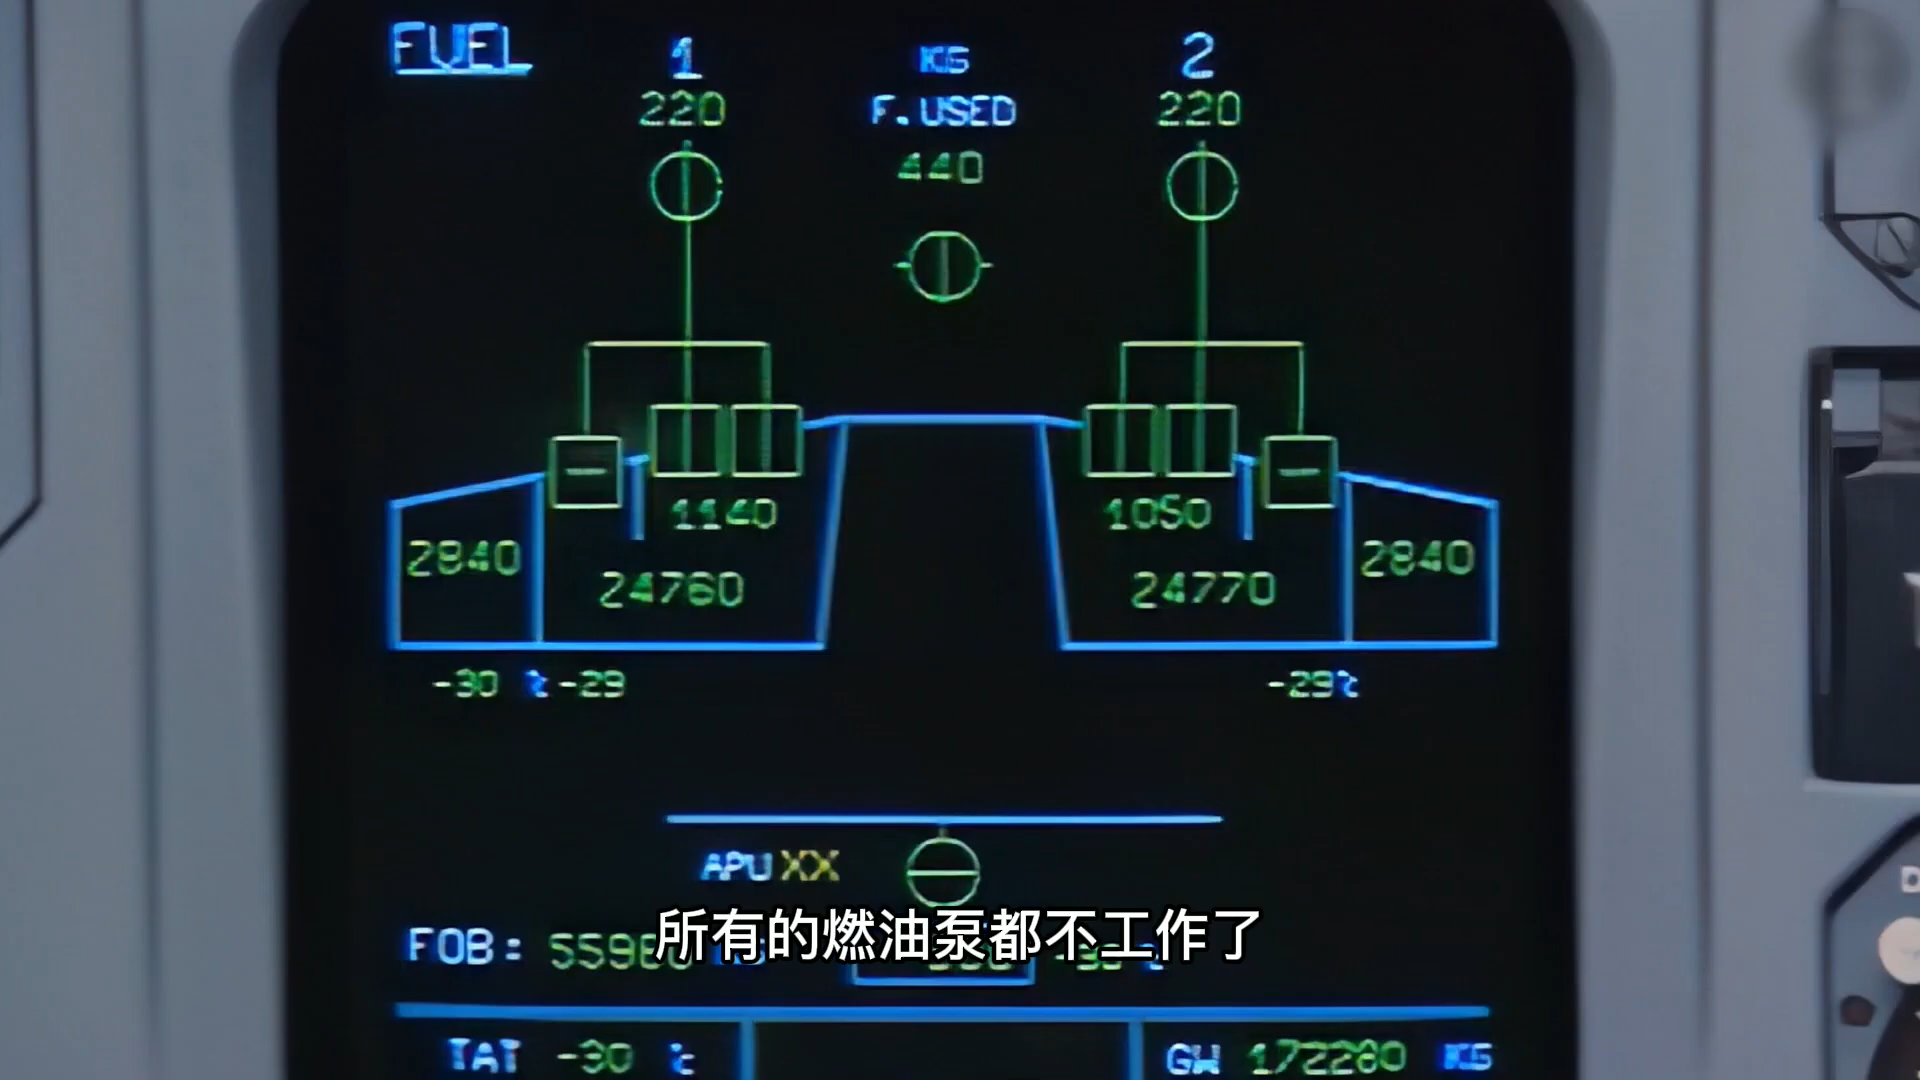 FUEL 1 KG 2
220 F.USED 220
440
1140 1050
2840 2840
24760 24770
-30 °C -29 -29°C
APU XX
所有的燃油泵都不工作了
FOB:
TAT -30 °C GW 172280 KG